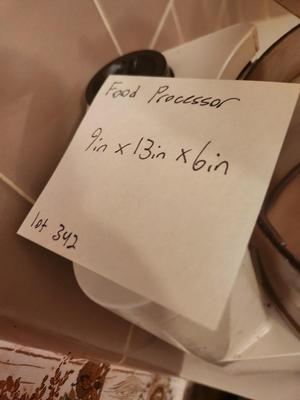 Food Processor
9in x 13in x 6in
lot 342